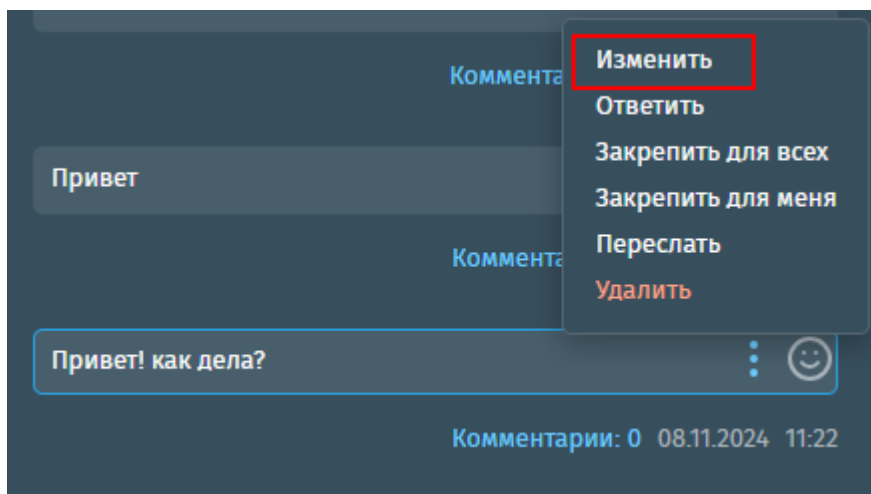 Изменить
Ответить
Закрепить для всех
Закрепить для меня
Переслать
Удалить
Привет
Привет! как дела?
Комментарии: 0 08.11.2024 11:22